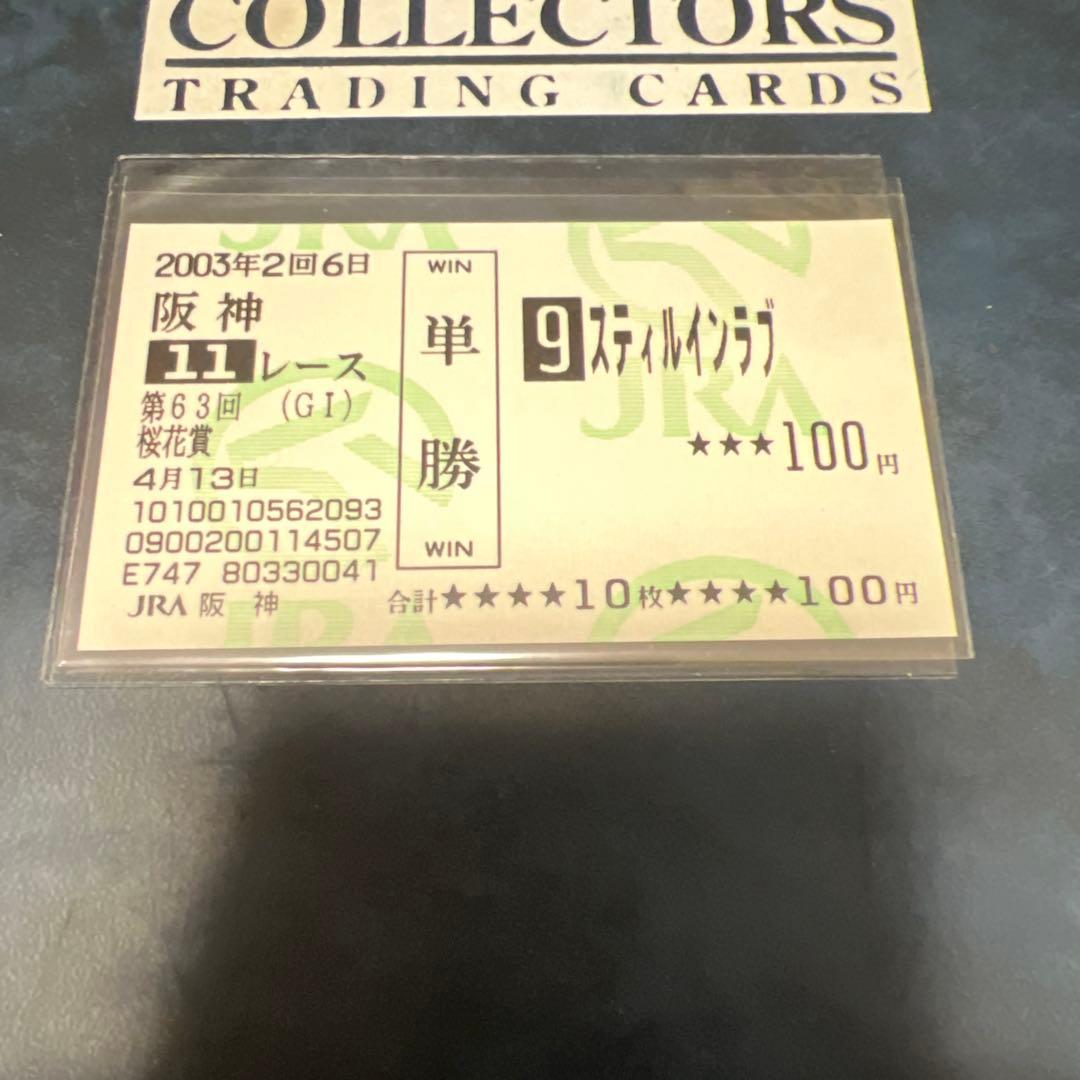 COLLECTORS
TRADING CARDS
2003年2回6日
阪神
11レース
第63回 (GI)
桜花賞
4月13日
1010010562093
0900200114507
E747 80330041
JRA 阪神
WIN
単勝
WIN
9 スティルインラブ
★★★100円
合計★★★★10枚★★★★100円
JRA
JRA
JRA